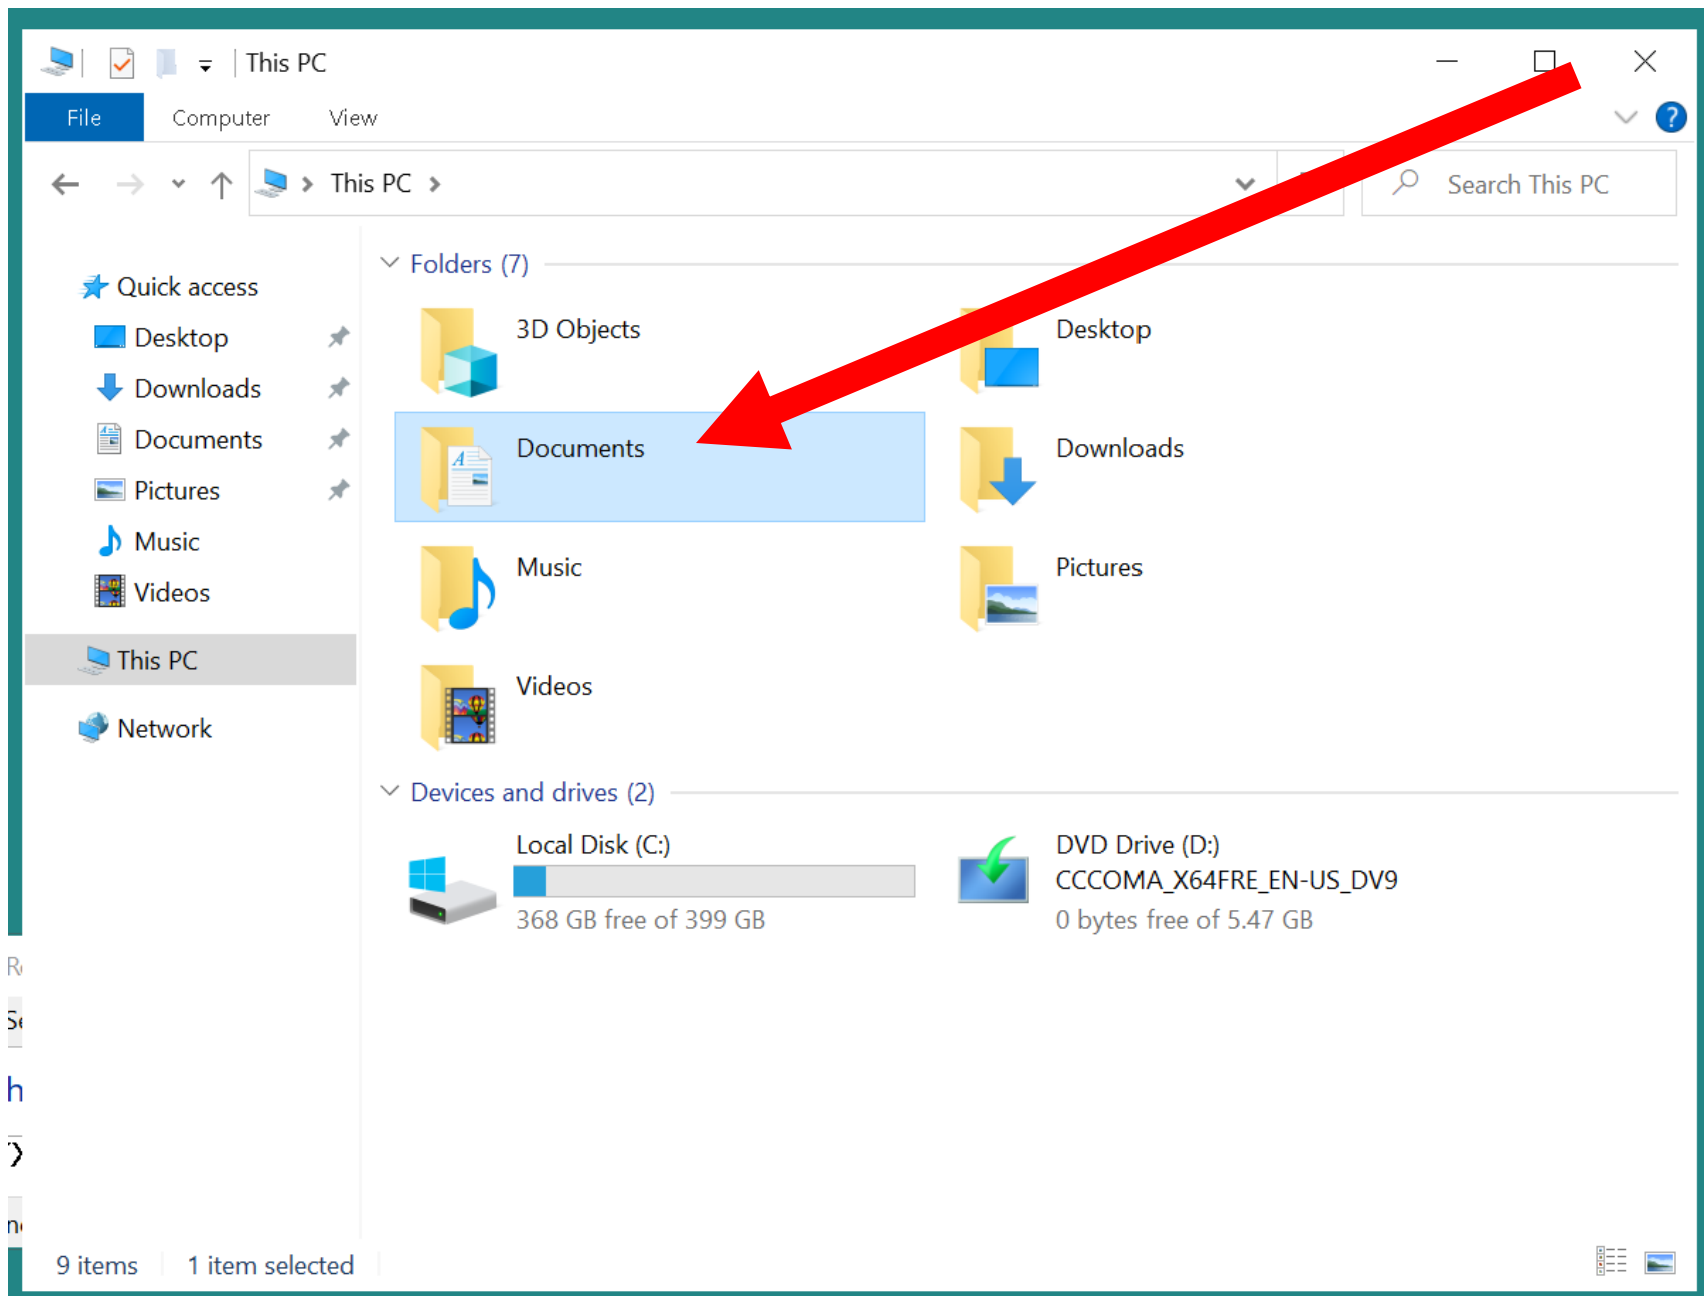 This PC
File Computer View
This PC
Search This PC
Quick access
Desktop
Downloads
Documents
Pictures
Music
Videos
This PC
Network
Folders (7)
3D Objects
Desktop
Documents
Downloads
Music
Pictures
Videos
Devices and drives (2)
Local Disk (C:)
368 GB free of 399 GB
DVD Drive (D:)
CCCOMA_X64FRE_EN-US_DV9
0 bytes free of 5.47 GB
9 items 1 item selected